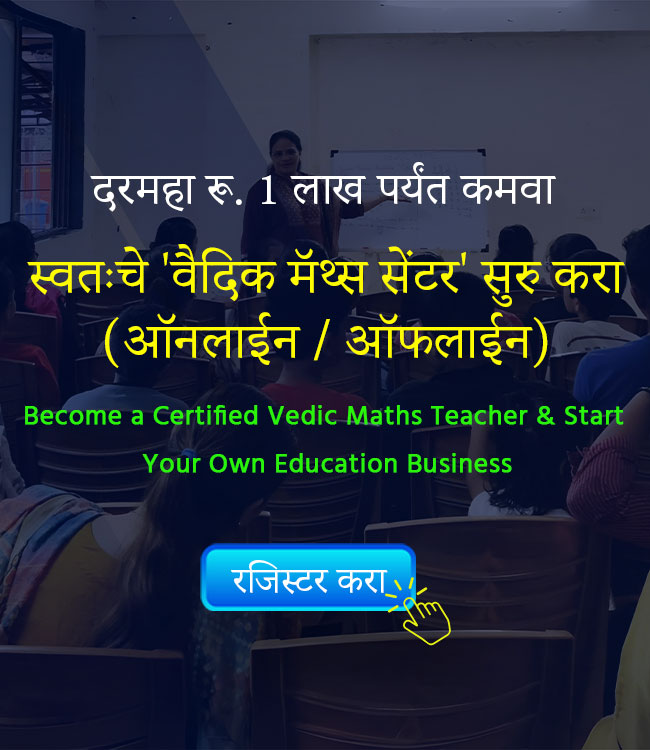 दरमहा रू. 1 लाख पर्यंत कमवा
स्वतःचे 'वैदिक मॅथ्स सेंटर' सुरु करा
(ऑनलाईन / ऑफलाईन)
Become a Certified Vedic Maths Teacher & Start
Your Own Education Business
रजिस्टर करा